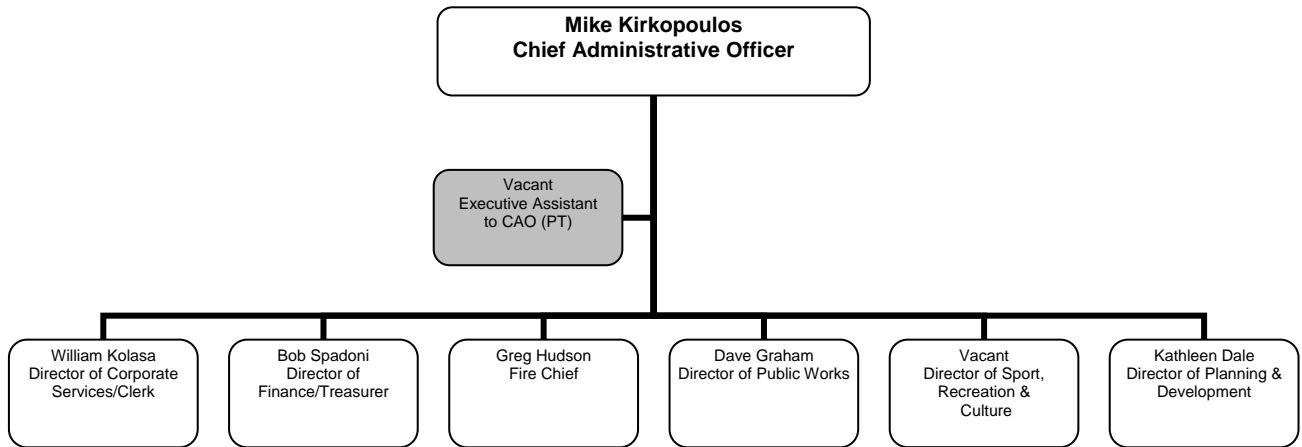 Mike Kirkopoulos
Chief Administrative Officer
Vacant
Executive Assistant
to CAO (PT)
William Kolasa
Director of Corporate
Services/Clerk
Bob Spadoni
Director of
Finance/Treasurer
Greg Hudson
Fire Chief
Dave Graham
Director of Public Works
Vacant
Director of Sport,
Recreation &
Culture
Kathleen Dale
Director of Planning &
Development